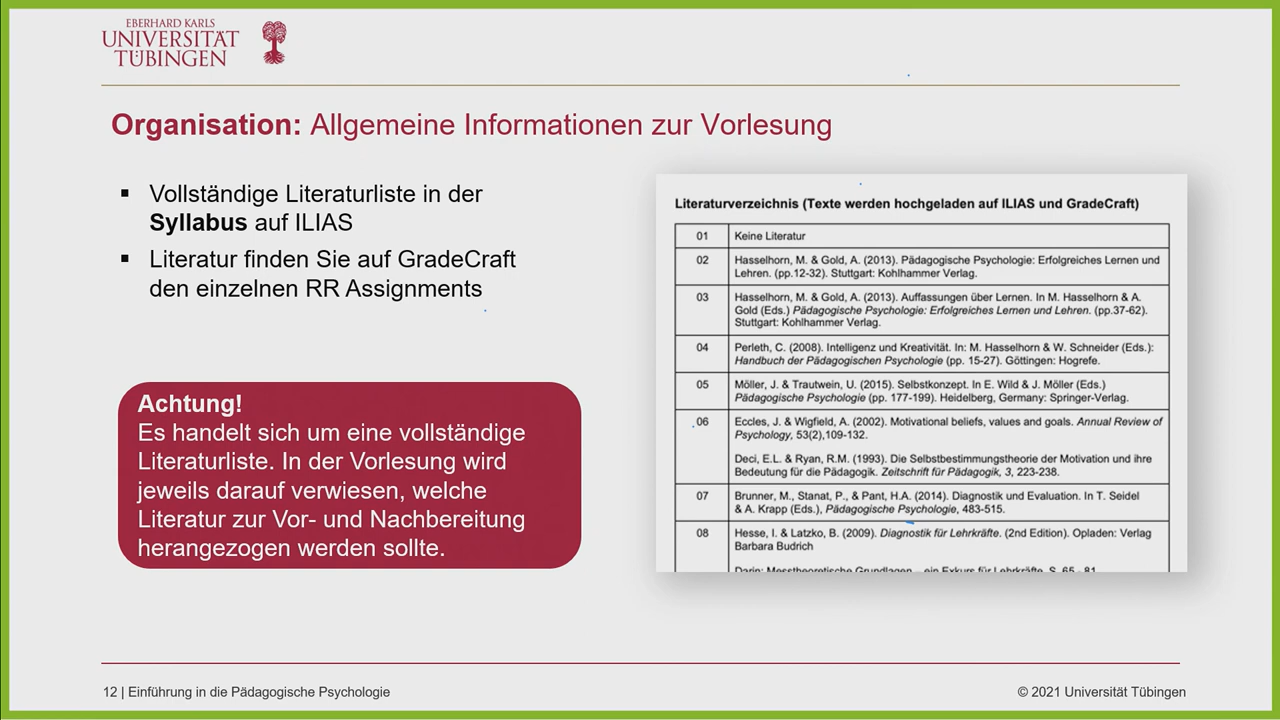 EBERHARD KARLS
UNIVERSITÄT
TÜBINGEN
Organisation: Allgemeine Informationen zur Vorlesung
▪ Vollständige Literaturliste in der
Syllabus auf ILIAS
▪ Literatur finden Sie auf GradeCraft
den einzelnen RR Assignments
Achtung!
Es handelt sich um eine vollständige
Literaturliste. In der Vorlesung wird
jeweils darauf verwiesen, welche
Literatur zur Vor- und Nachbereitung
herangezogen werden sollte.
Literaturverzeichnis (Texte werden hochgeladen auf ILIAS und GradeCraft)
01 Keine Literatur
02 Hasselhorn, M. & Gold, A. (2013). Pädagogische Psychologie: Erfolgreiches Lernen und
Lehren. (pp.12-32). Stuttgart: Kohlhammer Verlag.
03 Hasselhorn, M. & Gold, A. (2013). Auffassungen über Lernen. In M. Hasselhorn & A.
Gold (Eds.) Pädagogische Psychologie: Erfolgreiches Lernen und Lehren. (pp.37-62).
Stuttgart: Kohlhammer Verlag.
04 Perleth, C. (2008). Intelligenz und Kreativität. In: M. Hasselhorn & W. Schneider (Eds.):
Handbuch der Pädagogischen Psychologie (pp. 15-27). Göttingen: Hogrefe.
05 Möller, J. & Trautwein, U. (2015). Selbstkonzept. In E. Wild & J. Möller (Eds.)
Pädagogische Psychologie (pp. 177-199). Heidelberg, Germany: Springer-Verlag.
06 Eccles, J. & Wigfield, A. (2002). Motivational beliefs, values and goals. Annual Review of
Psychology, 53(2),109-132.
Deci, E.L. & Ryan, R.M. (1993). Die Selbstbestimmungstheorie der Motivation und ihre
Bedeutung für die Pädagogik. Zeitschrift für Pädagogik, 3, 223-238.
07 Brunner, M., Stanat, P., & Pant, H.A. (2014). Diagnostik und Evaluation. In T. Seidel
& A. Krapp (Eds.), Pädagogische Psychologie, 483-515.
08 Hesse, I. & Latzko, B. (2009). Diagnostik für Lehrkräfte. (2nd Edition). Opladen: Verlag
Barbara Budrich
Darin: Messtheoretische Grundlagen – ein Exkurs für Lehrkräfte, S. 65 - 81
12 | Einführung in die Pädagogische Psychologie
© 2021 Universität Tübingen